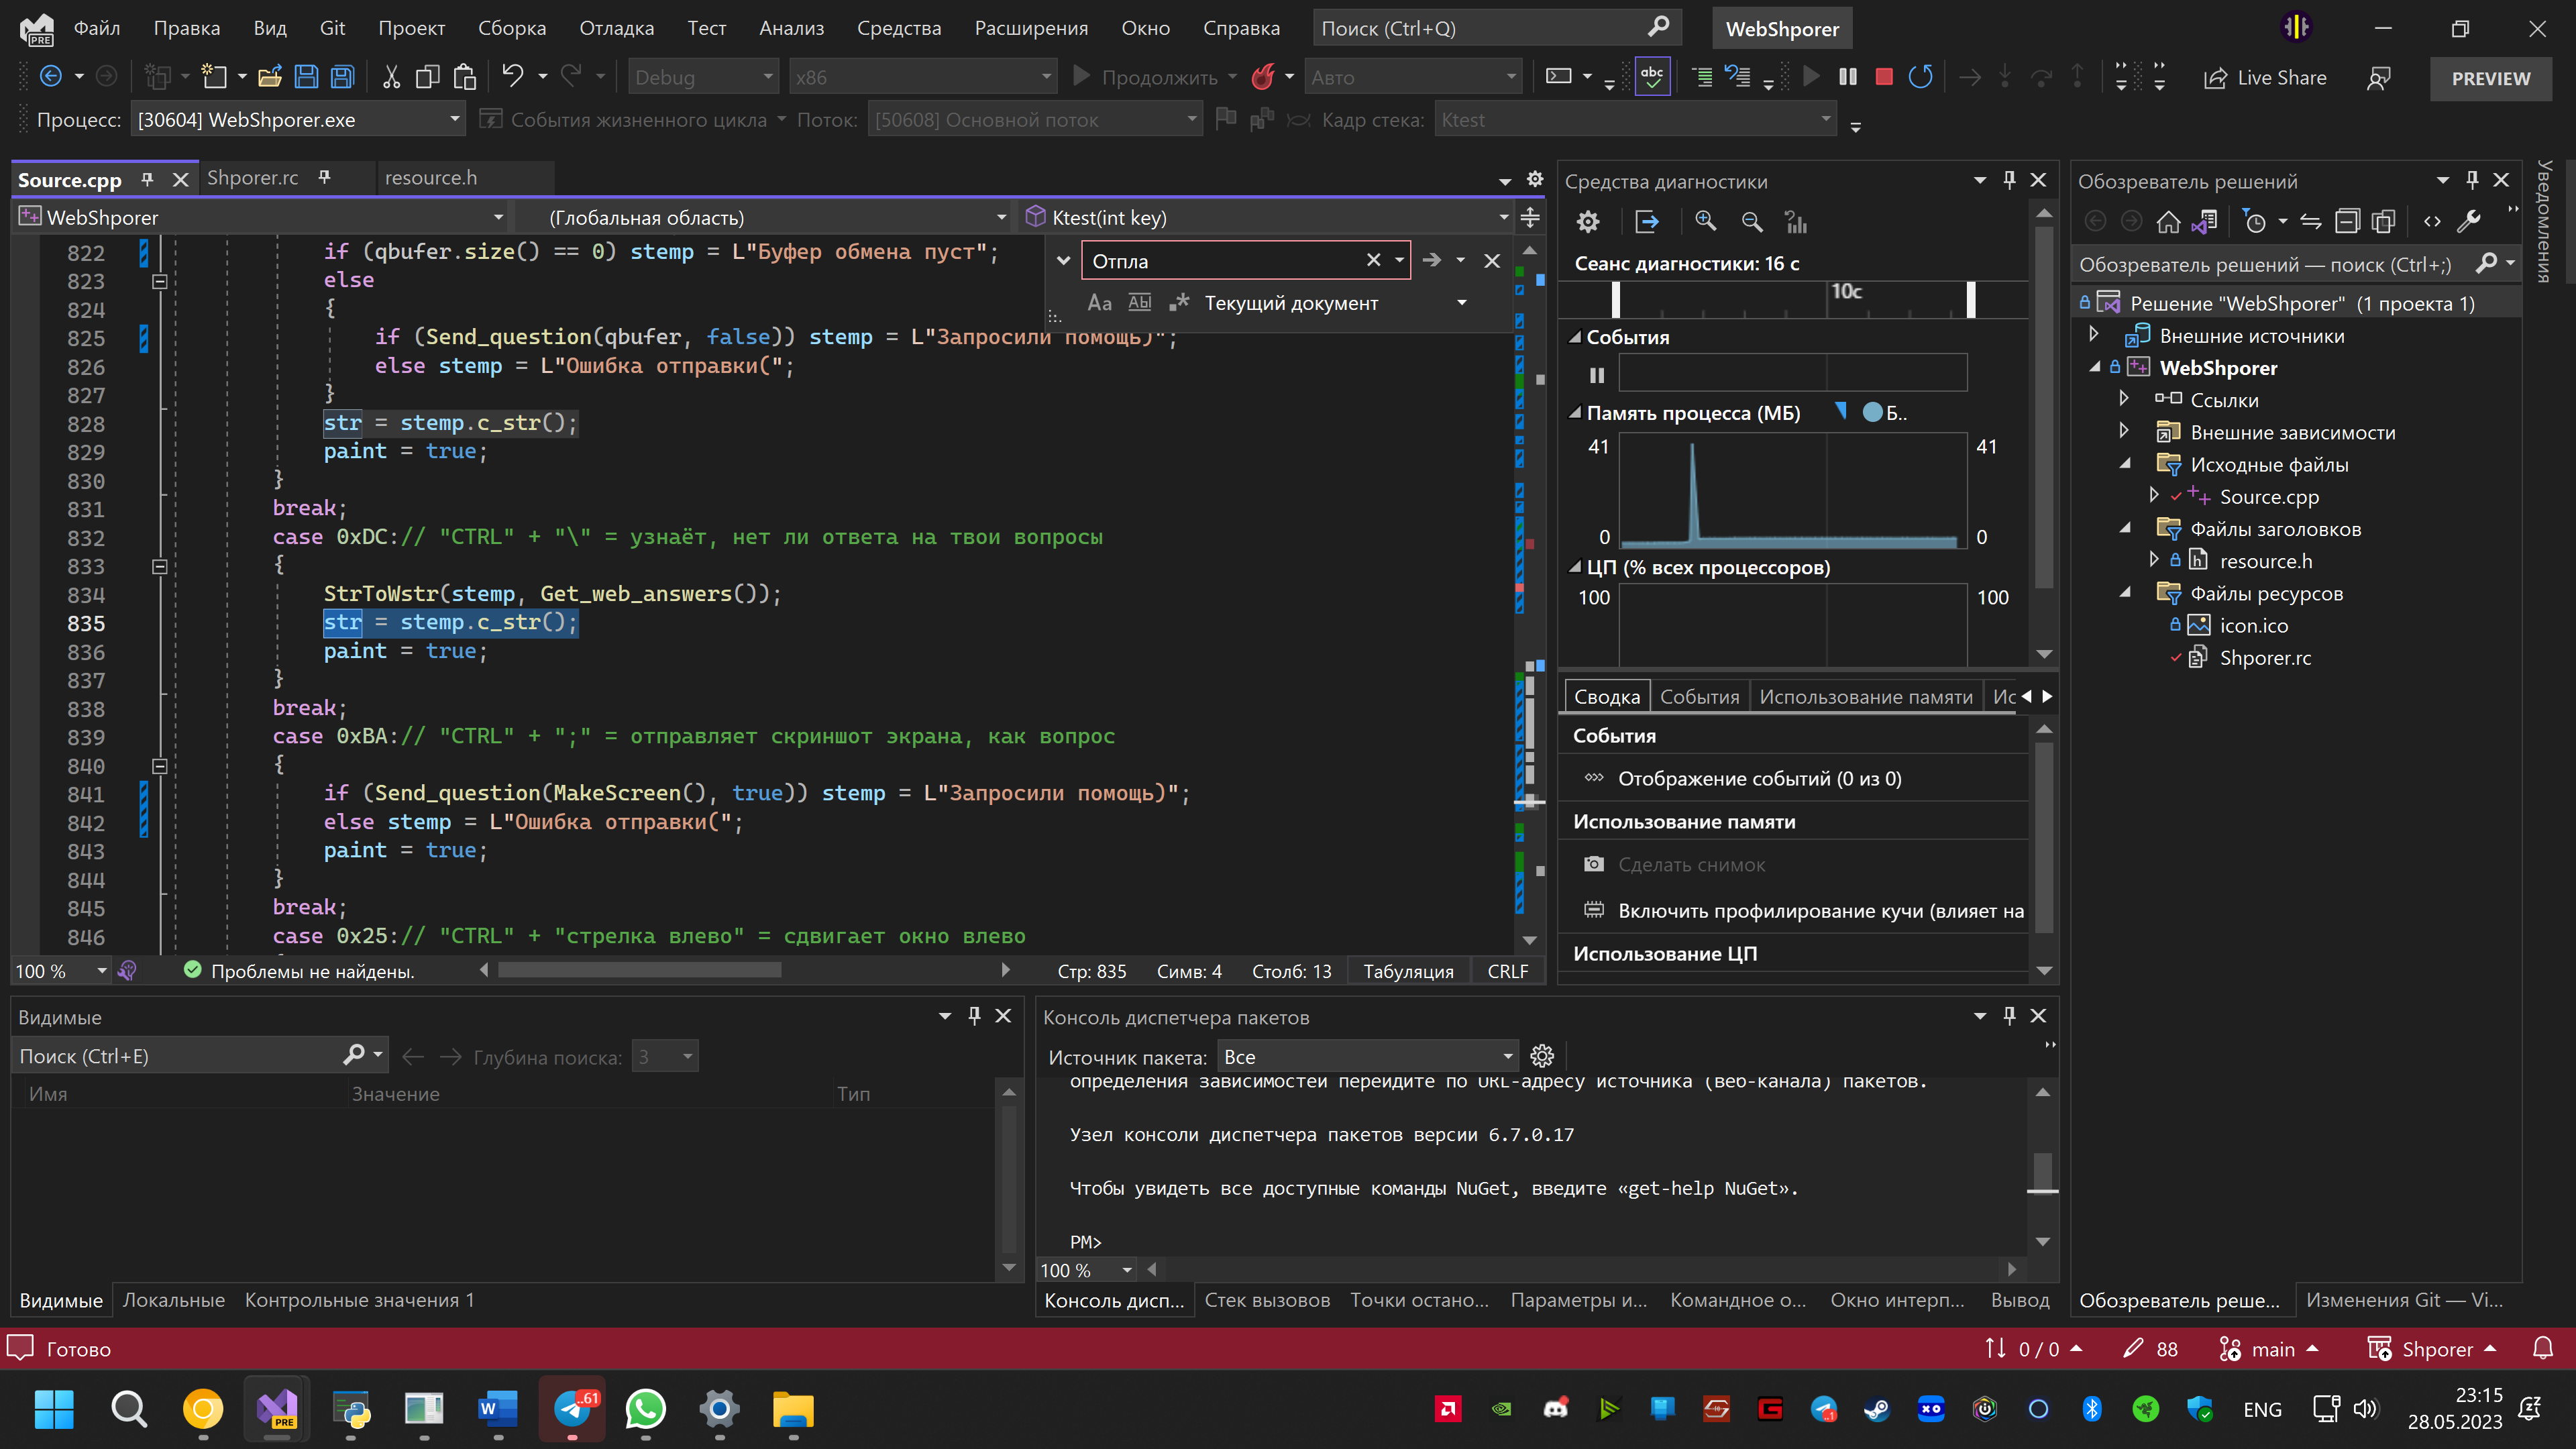 Файл Правка Вид Git Проект Сборка Отладка Тест Анализ Средства Расширения Окно Справка Поиск (Ctrl+Q) WebShporer
Debug x86 Продолжить Авто abc Live Share PREVIEW
Процесс: [30604] WebShporer.exe События жизненного цикла Поток: [50608] Основной поток Кадр стека: Ktest
Source.cpp Shporer.rc resource.h
WebShporer (Глобальная область) Ktest(int key)
Отпла
Aa Текущий документ
822 if (qbufer.size() == 0) stemp = L"Буфер обмена пуст";
823 else
824 {
825 if (Send_question(qbufer, false)) stemp = L"Запросили помощь)";
826 else stemp = L"Ошибка отправки(";
827 }
828 str = stemp.c_str();
829 paint = true;
830 }
831 break;
832 case 0xDC:// "CTRL" + "\" = узнаёт, нет ли ответа на твои вопросы
833 {
834 StrToWstr(stemp, Get_web_answers());
835 str = stemp.c_str();
836 paint = true;
837 }
838 break;
839 case 0xBA:// "CTRL" + ";" = отправляет скриншот экрана, как вопрос
840 {
841 if (Send_question(MakeScreen(), true)) stemp = L"Запросили помощь)";
842 else stemp = L"Ошибка отправки(";
843 paint = true;
844 }
845 break;
846 case 0x25:// "CTRL" + "стрелка влево" = сдвигает окно влево
100 % Проблемы не найдены. Стр: 835 Симв: 4 Столб: 13 Табуляция CRLF
Средства диагностики
Сеанс диагностики: 16 с
10с
События
Память процесса (МБ) Б..
41 41
0 0
ЦП (% всех процессоров)
100 100
Сводка События Использование памяти Ис
События
Отображение событий (0 из 0)
Использование памяти
Сделать снимок
Включить профилирование кучи (влияет на
Использование ЦП
Обозреватель решений
Обозреватель решений — поиск (Ctrl+;)
Решение "WebShporer" (1 проекта 1)
Внешние источники
WebShporer
Ссылки
Внешние зависимости
Исходные файлы
Source.cpp
Файлы заголовков
resource.h
Файлы ресурсов
icon.ico
Shporer.rc
Уведомления
Видимые
Поиск (Ctrl+E) Глубина поиска: 3
Имя Значение Тип
Видимые Локальные Контрольные значения 1
Консоль диспетчера пакетов
Источник пакета: Все
определения зависимостей перейдите по URL-адресу источника (веб-канала) пакетов.
Узел консоли диспетчера пакетов версии 6.7.0.17
Чтобы увидеть все доступные команды NuGet, введите «get-help NuGet».
PM>
100 %
Консоль дисп... Стек вызовов Точки остано... Параметры и... Командное о... Окно интерп... Вывод
Обозреватель реше... Изменения Git — Vi...
Готово 0 / 0 88 main Shporer
PRE ..61 ENG 23:15
28.05.2023